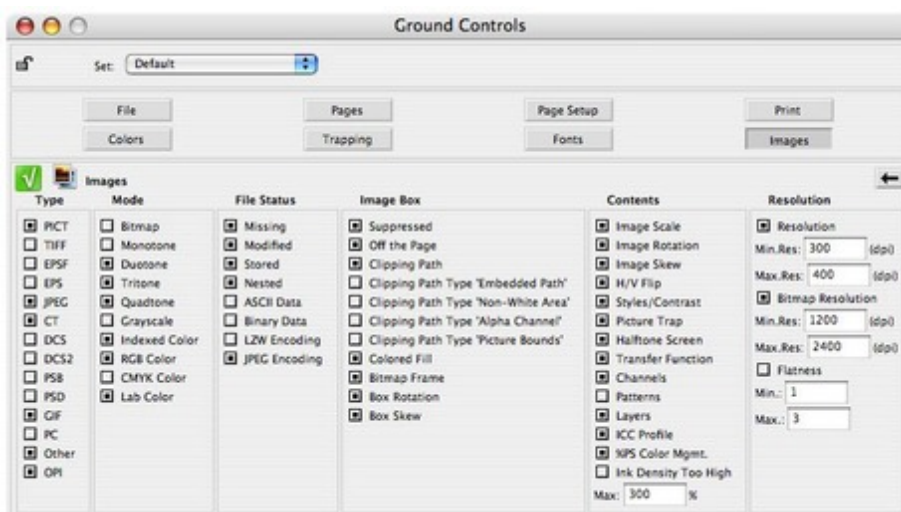 Ground Controls
Set: Default
File
Pages
Page Setup
Print
Colors
Trapping
Fonts
Images
√ Images
Type
PICT
TIFF
EPSF
EPS
JPEG
CT
DCS
DCS2
PSB
PSD
GIF
PC
Other
OPI
Mode
Bitmap
Monotone
Duotone
Tritone
Quadtone
Grayscale
Indexed Color
RGB Color
CMYK Color
Lab Color
File Status
Missing
Modified
Stored
Nested
ASCII Data
Binary Data
LZW Encoding
JPEG Encoding
Image Box
Suppressed
Off the Page
Clipping Path
Clipping Path Type 'Embedded Path'
Clipping Path Type 'Non-White Area'
Clipping Path Type 'Alpha Channel'
Clipping Path Type 'Picture Bounds'
Colored Fill
Bitmap Frame
Box Rotation
Box Skew
Contents
Image Scale
Image Rotation
Image Skew
H/V Flip
Styles/Contrast
Picture Trap
Halftone Screen
Transfer Function
Channels
Patterns
Layers
ICC Profile
%PS Color Mgmt.
Ink Density Too High
Max: 300 %
Resolution
Resolution
Min.Res: 300 (dpi)
Max.Res: 400 (dpi)
Bitmap Resolution
Min.Res: 1200 (dpi)
Max.Res: 2400 (dpi)
Flatness
Min.: 1
Max.: 3